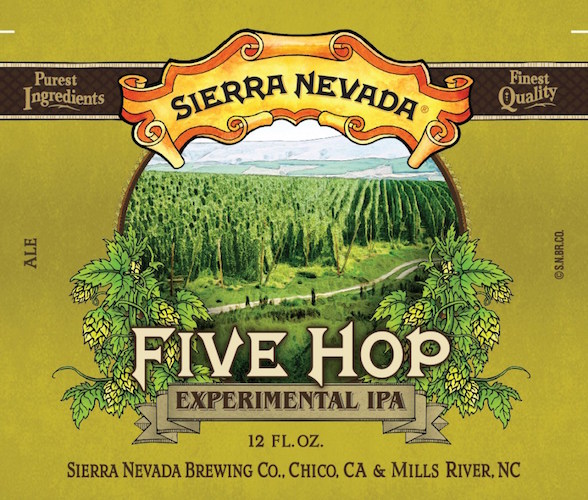 Purest
Ingredients
SIERRA NEVADA®
Finest
Quality
ALE
© S.N.BR.CO.
FIVE HOP
EXPERIMENTAL IPA
12 FL. OZ.
SIERRA NEVADA BREWING CO., CHICO, CA & MILLS RIVER, NC